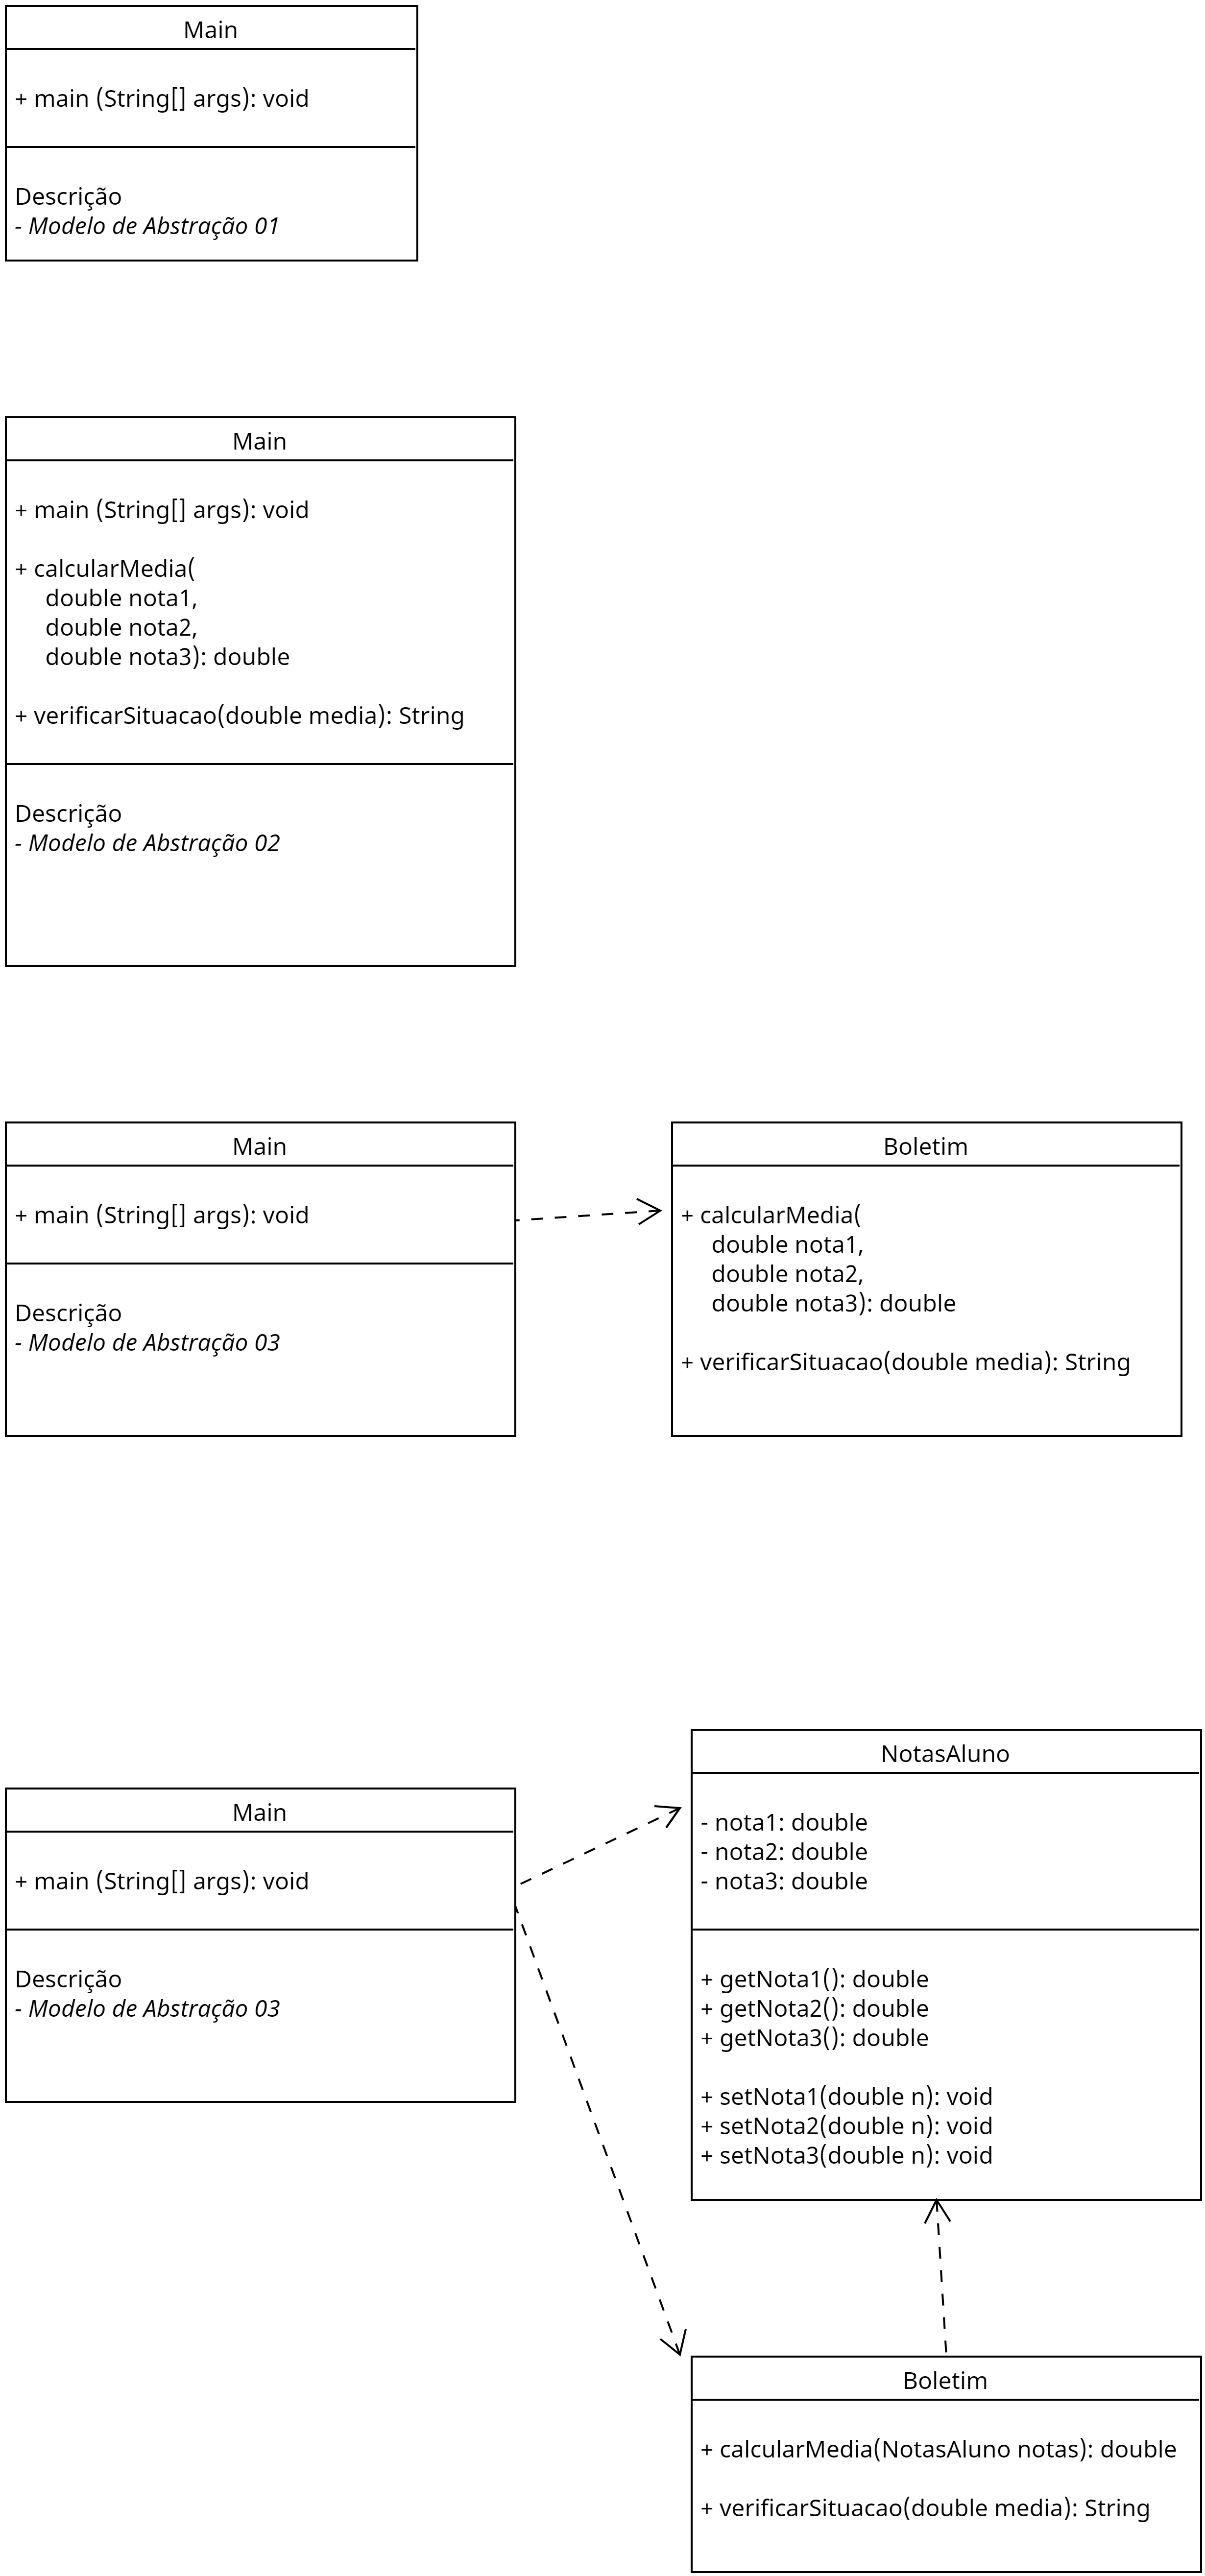 Main
+ main (String[] args): void
Descrição
- Modelo de Abstração 01
Main
+ main (String[] args): void
+ calcularMedia(
double nota1,
double nota2,
double nota3): double
+ verificarSituacao(double media): String
Descrição
- Modelo de Abstração 02
Main
+ main (String[] args): void
Descrição
- Modelo de Abstração 03
Boletim
+ calcularMedia(
double nota1,
double nota2,
double nota3): double
+ verificarSituacao(double media): String
Main
+ main (String[] args): void
Descrição
- Modelo de Abstração 03
NotasAluno
- nota1: double
- nota2: double
- nota3: double
+ getNota1(): double
+ getNota2(): double
+ getNota3(): double
+ setNota1(double n): void
+ setNota2(double n): void
+ setNota3(double n): void
Boletim
+ calcularMedia(NotasAluno notas): double
+ verificarSituacao(double media): String